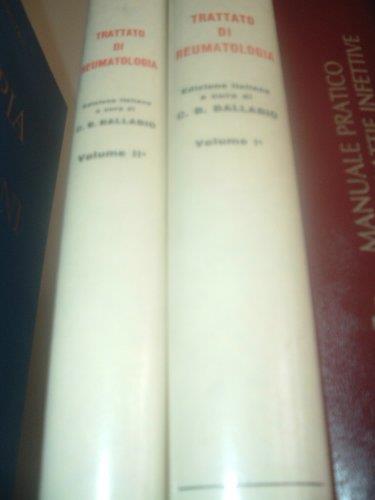 TRATTATO
DI
REUMATOLOGIA
Edizione italiana
a cura di
C. B. BALLABIO
Volume II°
TRATTATO
DI
REUMATOLOGIA
Edizione italiana
a cura di
C. B. BALLABIO
Volume I°
MANUALE PRATICO
INFETTIVE